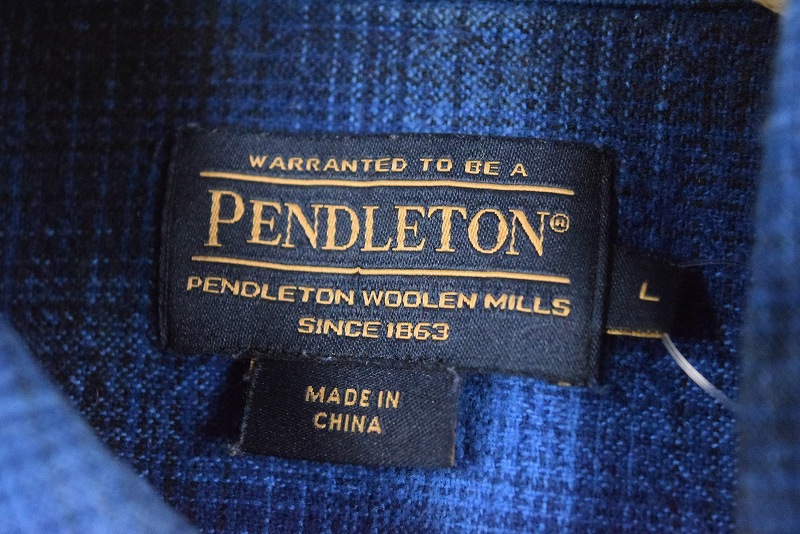 WARRANTED TO BE A
PENDLETON®
PENDLETON WOOLEN MILLS
SINCE 1863
L
MADE IN
CHINA